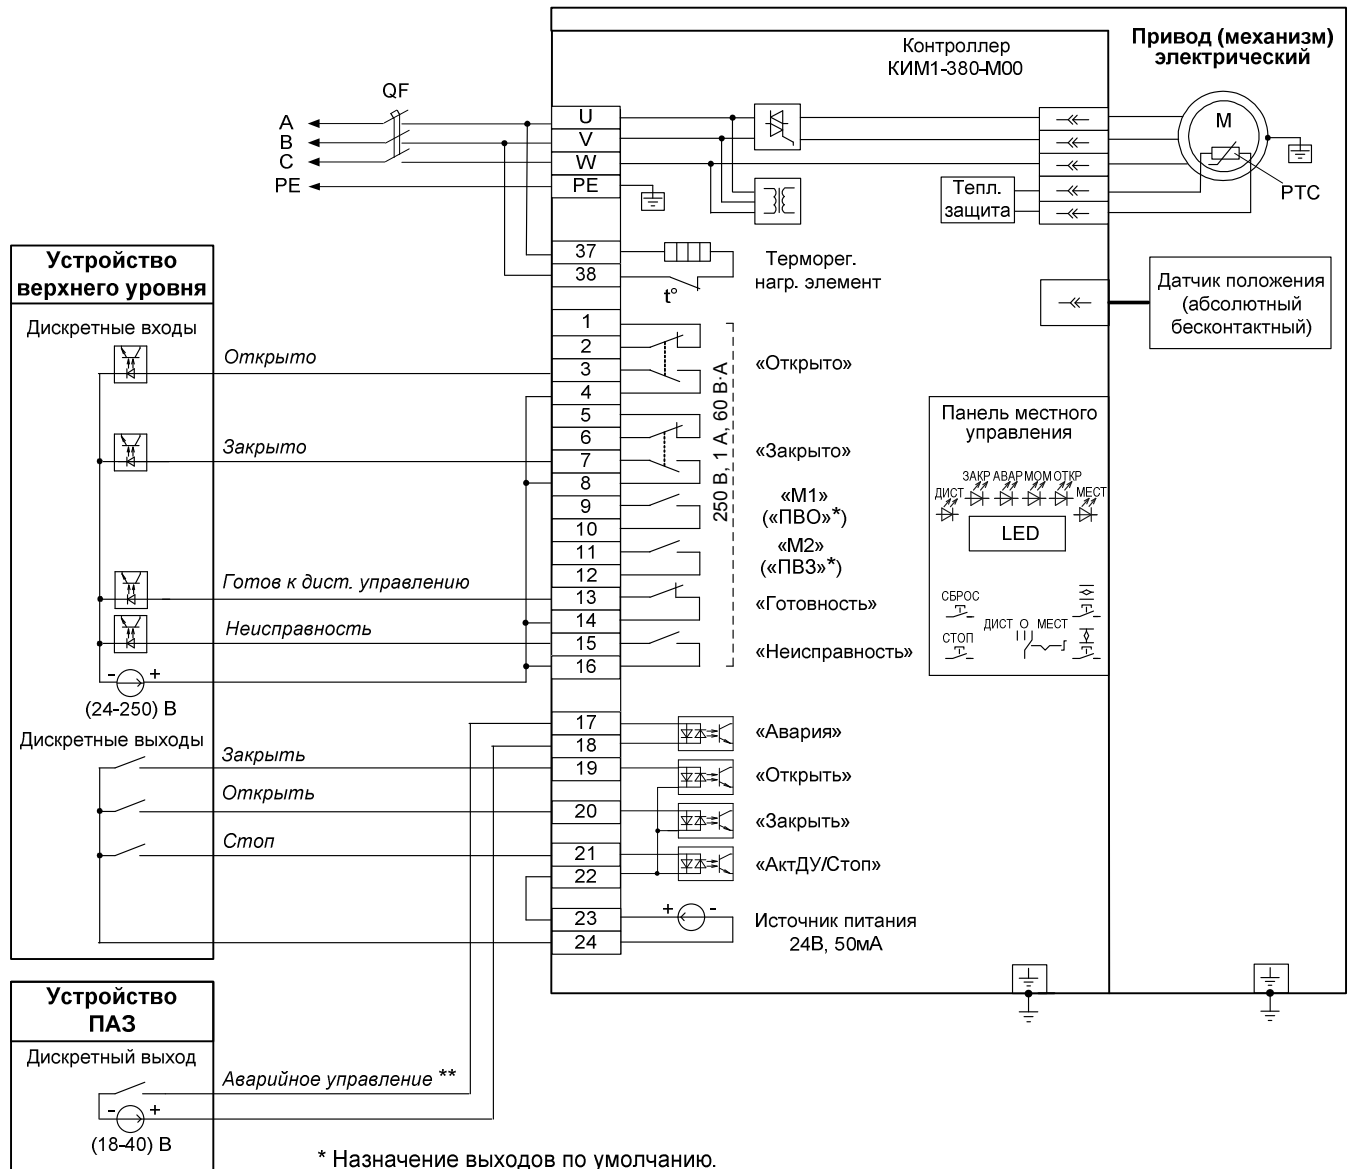 Контроллер
КИМ1-380-М00
Привод (механизм)
электрический
QF
A
B
C
PE
U
V
W
PE
M
PTC
Тепл.
защита
37
38
t°
Терморег.
нагр. элемент
Датчик положения
(абсолютный
бесконтактный)
Устройство
верхнего уровня
Дискретные входы
Открыто
Закрыто
Готов к дист. управлению
Неисправность
- +
(24-250) В
Дискретные выходы
Закрыть
Открыть
Стоп
1
2
3
4
5
6
7
8
9
10
11
12
13
14
15
16
17
18
19
20
21
22
23
24
250 В, 1 А, 60 В·А
«Открыто»
«Закрыто»
«М1»
(«ПВО»*)
«М2»
(«ПВЗ»*)
«Готовность»
«Неисправность»
«Авария»
«Открыть»
«Закрыть»
«АктДУ/Стоп»
+ -
Источник питания
24В, 50мА
Панель местного
управления
ДИСТ ЗАКР АВАР МОМ ОТКР МЕСТ
LED
СБРОС
СТОП
ДИСТ О МЕСТ
Устройство
ПАЗ
Дискретный выход
Аварийное управление **
- +
(18-40) В
* Назначение выходов по умолчанию.